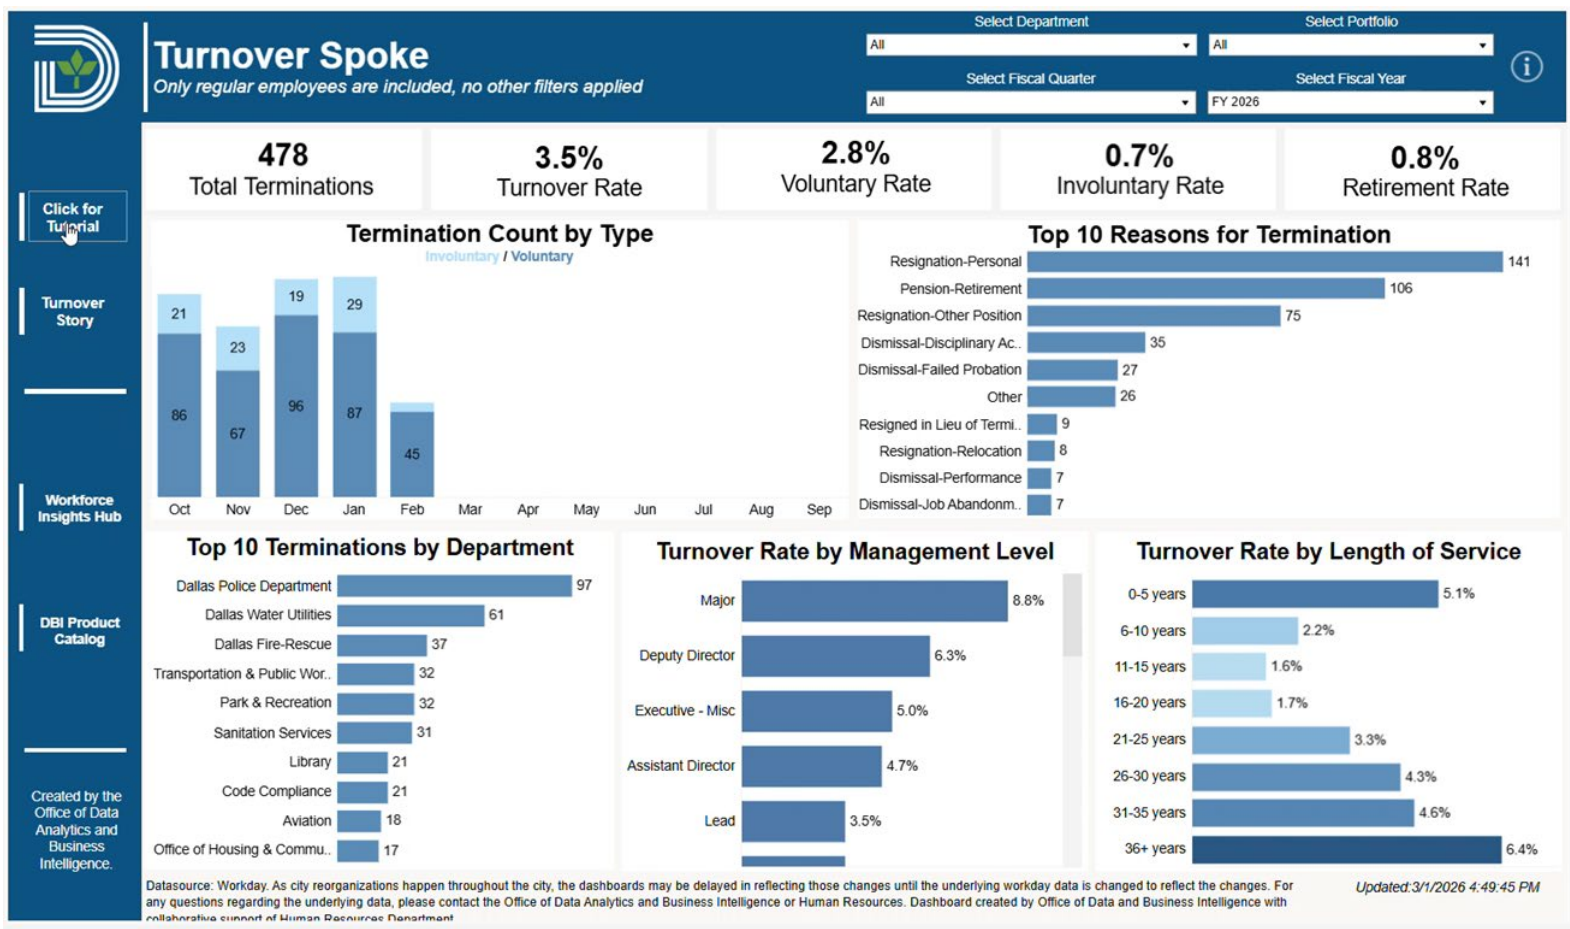 Turnover Spoke
Only regular employees are included, no other filters applied
Select Department
All
Select Portfolio
All
Select Fiscal Quarter
All
Select Fiscal Year
FY 2026
i
Click for
Tutorial
Turnover
Story
Workforce
Insights Hub
DBI Product
Catalog
Created by the
Office of Data
Analytics and
Business
Intelligence.
478
Total Terminations
3.5%
Turnover Rate
2.8%
Voluntary Rate
0.7%
Involuntary Rate
0.8%
Retirement Rate
Termination Count by Type
Involuntary / Voluntary
21
23
19
29
86
67
96
87
45
Oct Nov Dec Jan Feb Mar Apr May Jun Jul Aug Sep
Top 10 Reasons for Termination
Resignation-Personal 141
Pension-Retirement 106
Resignation-Other Position 75
Dismissal-Disciplinary Ac.. 35
Dismissal-Failed Probation 27
Other 26
Resigned in Lieu of Termi.. 9
Resignation-Relocation 8
Dismissal-Performance 7
Dismissal-Job Abandonm.. 7
Top 10 Terminations by Department
Dallas Police Department 97
Dallas Water Utilities 61
Dallas Fire-Rescue 37
Transportation & Public Wor.. 32
Park & Recreation 32
Sanitation Services 31
Library 21
Code Compliance 21
Aviation 18
Office of Housing & Commu.. 17
Turnover Rate by Management Level
Major 8.8%
Deputy Director 6.3%
Executive - Misc 5.0%
Assistant Director 4.7%
Lead 3.5%
Turnover Rate by Length of Service
0-5 years 5.1%
6-10 years 2.2%
11-15 years 1.6%
16-20 years 1.7%
21-25 years 3.3%
26-30 years 4.3%
31-35 years 4.6%
36+ years 6.4%
Datasource: Workday. As city reorganizations happen throughout the city, the dashboards may be delayed in reflecting those changes until the underlying workday data is changed to reflect the changes. For
any questions regarding the underlying data, please contact the Office of Data Analytics and Business Intelligence or Human Resources. Dashboard created by Office of Data and Business Intelligence with
collaborative support of Human Resources Department
Updated:3/1/2026 4:49:45 PM